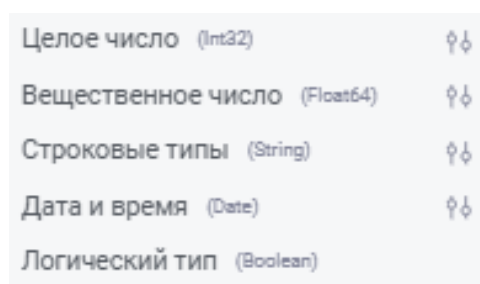 Целое число (Int32)
Вещественное число (Float64)
Строковые типы (String)
Дата и время (Date)
Логический тип (Boolean)